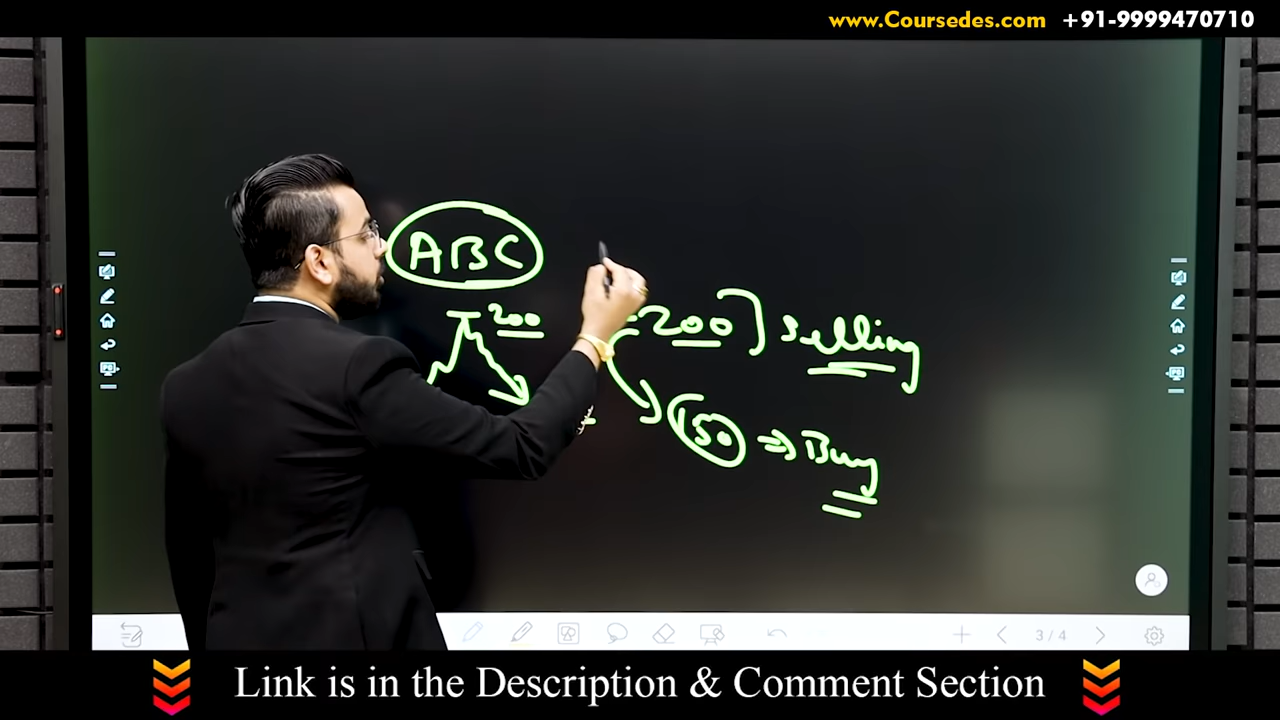 www.Coursedes.com +91-9999470710
ABC
200
200] Selling
150 => Buy
3 / 4
Link is in the Description & Comment Section